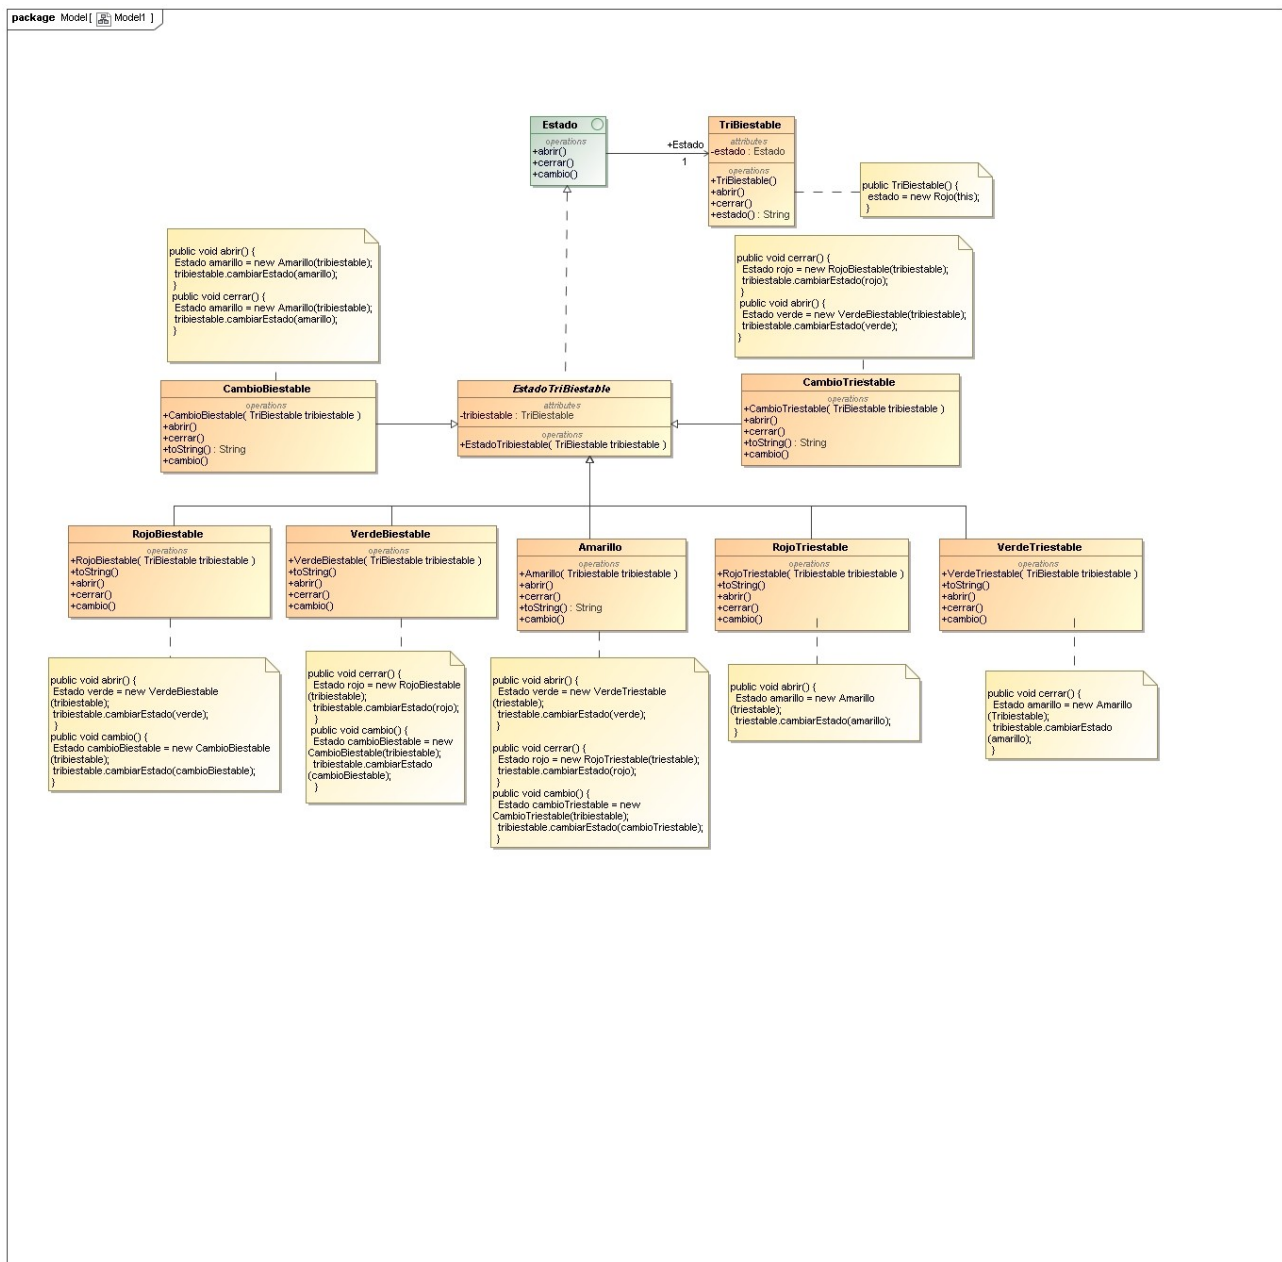 package Model[ Model1 ]
Estado
operations
+abrir()
+cerrar()
+cambio()
+Estado
1
TriBiestable
attributes
-estado : Estado
operations
+TriBiestable()
+abrir()
+cerrar()
+estado() : String
public TriBiestable() {
estado = new Rojo(this);
}
public void abrir() {
Estado amarillo = new Amarillo(tribiestable);
tribiestable.cambiarEstado(amarillo);
}
public void cerrar() {
Estado amarillo = new Amarillo(tribiestable);
tribiestable.cambiarEstado(amarillo);
}
public void cerrar() {
Estado rojo = new RojoBiestable(tribiestable);
tribiestable.cambiarEstado(rojo);
}
public void abrir() {
Estado verde = new VerdeBiestable(tribiestable);
tribiestable.cambiarEstado(verde);
}
CambioBiestable
operations
+CambioBiestable( TriBiestable tribiestable )
+abrir()
+cerrar()
+toString() : String
+cambio()
EstadoTriBiestable
attributes
-tribiestable : TriBiestable
operations
+EstadoTribiestable( TriBiestable tribiestable )
CambioTriestable
operations
+CambioTriestable( TriBiestable tribiestable )
+abrir()
+cerrar()
+toString() : String
+cambio()
RojoBiestable
operations
+RojoBiestable( TriBiestable tribiestable )
+toString()
+abrir()
+cerrar()
+cambio()
VerdeBiestable
operations
+VerdeBiestable( TriBiestable tribiestable )
+toString()
+abrir()
+cerrar()
+cambio()
Amarillo
operations
+Amarillo( Tribiestable tribiestable )
+abrir()
+cerrar()
+toString() : String
+cambio()
RojoTriestable
operations
+RojoTriestable( TriBiestable tribiestable )
+toString()
+abrir()
+cerrar()
+cambio()
VerdeTriestable
operations
+VerdeTriestable( TriBiestable tribiestable )
+toString()
+abrir()
+cerrar()
+cambio()
public void abrir() {
Estado verde = new VerdeBiestable
(tribiestable);
tribiestable.cambiarEstado(verde);
}
public void cambio() {
Estado cambioBiestable = new CambioBiestable
(tribiestable);
tribiestable.cambiarEstado(cambioBiestable);
}
public void cerrar() {
Estado rojo = new RojoBiestable
(tribiestable);
tribiestable.cambiarEstado(rojo);
}
public void cambio() {
Estado cambioBiestable = new
CambioBiestable(tribiestable);
tribiestable.cambiarEstado
(cambioBiestable);
}
public void abrir() {
Estado verde = new VerdeTriestable
(triestable);
triestable.cambiarEstado(verde);
}
public void cerrar() {
Estado rojo = new RojoTriestable(triestable);
triestable.cambiarEstado(rojo);
}
public void cambio() {
Estado cambioTriestable = new
CambioTriestable(tribiestable);
tribiestable.cambiarEstado(cambioTriestable);
}
public void abrir() {
Estado amarillo = new Amarillo
(triestable);
triestable.cambiarEstado(amarillo);
}
public void cerrar() {
Estado amarillo = new Amarillo
(Tribiestable);
tribiestable.cambiarEstado
(amarillo);
}